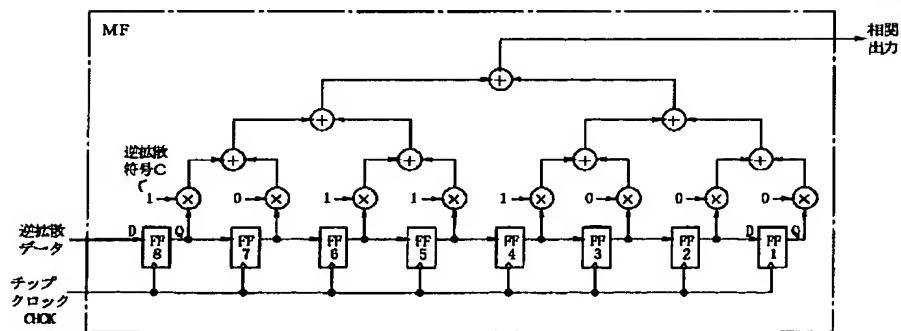 MF
相関
出力
逆拡散
符号C
1 0 1 1 1 0 0 0
逆拡散
データ
D Q D Q
FF FF FF FF FF FF FF FF
8 7 6 5 4 3 2 1
チップ
クロック
CHCK